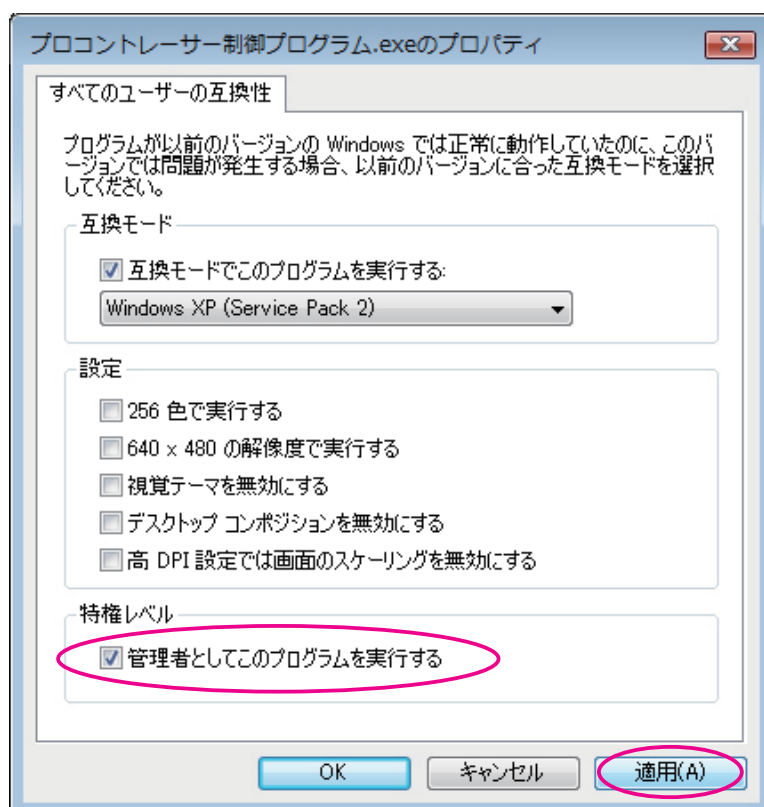 プロコントレーサー制御プログラム.exeのプロパティ
すべてのユーザーの互換性
プログラムが以前のバージョンの Windows では正常に動作していたのに、このバ
ージョンでは問題が発生する場合、以前のバージョンに合った互換モードを選択
してください。
互換モード
互換モードでこのプログラムを実行する:
Windows XP (Service Pack 2)
設定
256 色で実行する
640 x 480 の解像度で実行する
視覚テーマを無効にする
デスクトップ コンポジションを無効にする
高 DPI 設定では画面のスケーリングを無効にする
特権レベル
管理者としてこのプログラムを実行する
OK
キャンセル
適用(A)